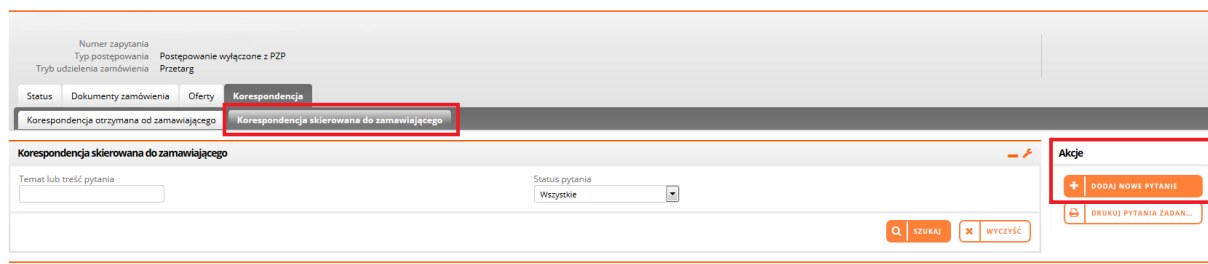 Numer zapytania
Typ postępowania Postępowanie wyłączone z PZP
Tryb udzielenia zamówienia Przetarg
Status Dokumenty zamówienia Oferty Korespondencja
Korespondencja otrzymana od zamawiającego Korespondencja skierowana do zamawiającego
Korespondencja skierowana do zamawiającego
Akcje
Temat lub treść pytania
Status pytania
Wszystkie
DODAJ NOWE PYTANIE
DRUKUJ PYTANIA ZADAN...
SZUKAJ WYCZYŚĆ